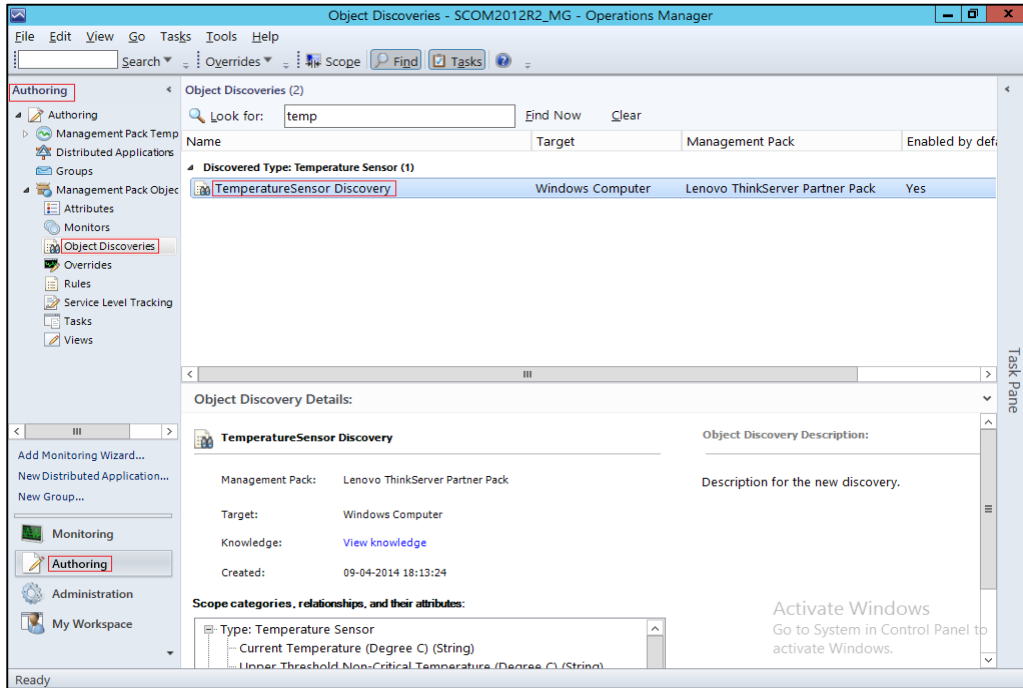 Object Discoveries - SCOM2012R2_MG - Operations Manager
File Edit View Go Tasks Tools Help
Search Overrides Scope Find Tasks
Authoring
Authoring
Management Pack Temp
Distributed Applications
Groups
Management Pack Objec
Attributes
Monitors
Object Discoveries
Overrides
Rules
Service Level Tracking
Tasks
Views
Add Monitoring Wizard...
New Distributed Application...
New Group...
Monitoring
Authoring
Administration
My Workspace
Object Discoveries (2)
Look for: temp Find Now Clear
Name Target Management Pack Enabled by defa
Discovered Type: Temperature Sensor (1)
TemperatureSensor Discovery Windows Computer Lenovo ThinkServer Partner Pack Yes
Object Discovery Details:
TemperatureSensor Discovery
Management Pack: Lenovo ThinkServer Partner Pack
Target: Windows Computer
Knowledge: View knowledge
Created: 09-04-2014 18:13:24
Object Discovery Description:
Description for the new discovery.
Scope categories, relationships, and their attributes:
Type: Temperature Sensor
Current Temperature (Degree C) (String)
Upper Threshold Non-Critical Temperature (Degree C) (String)
Activate Windows
Go to System in Control Panel to
activate Windows.
Task Pane
Ready